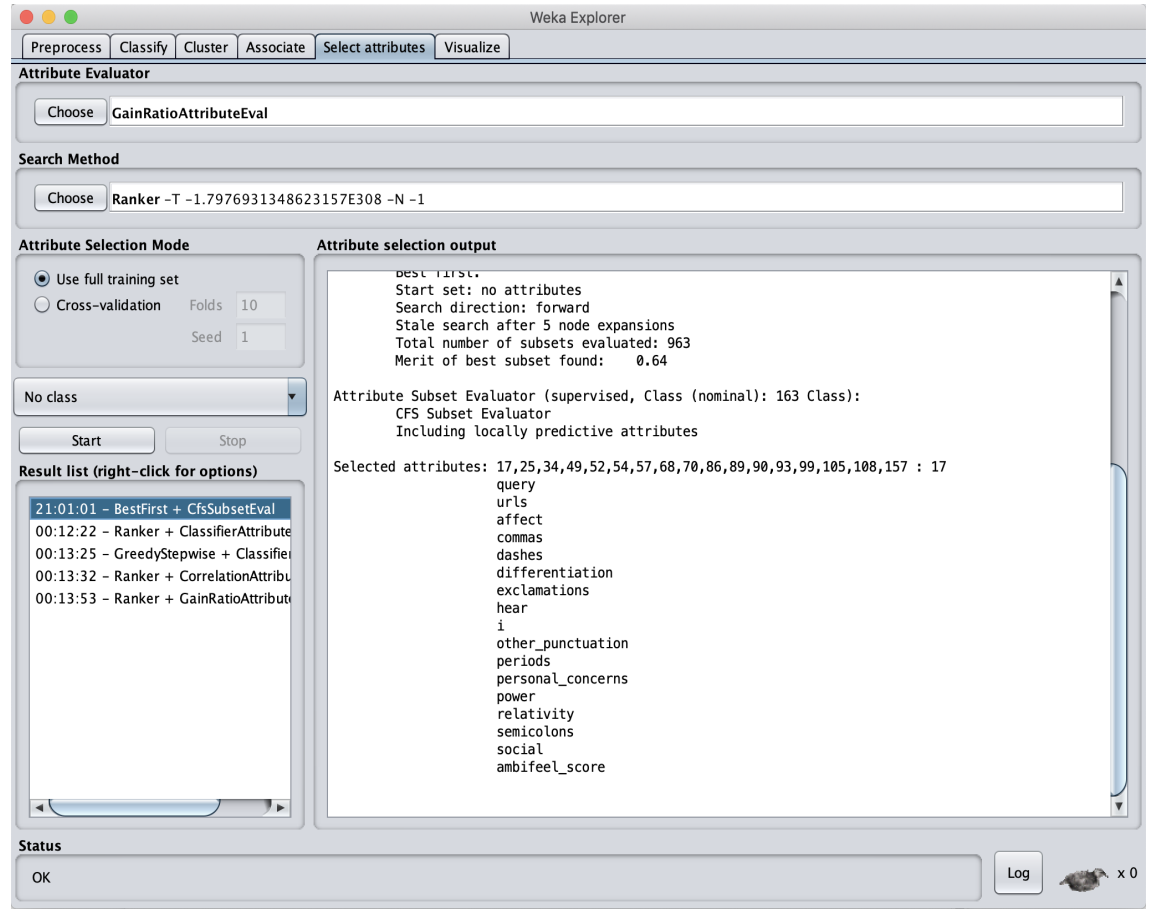 Weka Explorer
Preprocess Classify Cluster Associate Select attributes Visualize
Attribute Evaluator
Choose GainRatioAttributeEval
Search Method
Choose Ranker -T -1.7976931348623157E308 -N -1
Attribute Selection Mode
Use full training set
Cross-validation Folds 10
Seed 1
No class
Start Stop
Result list (right-click for options)
21:01:01 - BestFirst + CfsSubsetEval
00:12:22 - Ranker + ClassifierAttribute
00:13:25 - GreedyStepwise + Classifier
00:13:32 - Ranker + CorrelationAttribu
00:13:53 - Ranker + GainRatioAttribute
Attribute selection output
Best first.
Start set: no attributes
Search direction: forward
Stale search after 5 node expansions
Total number of subsets evaluated: 963
Merit of best subset found: 0.64
Attribute Subset Evaluator (supervised, Class (nominal): 163 Class):
CFS Subset Evaluator
Including locally predictive attributes
Selected attributes: 17,25,34,49,52,54,57,68,70,86,89,90,93,99,105,108,157 : 17
query
urls
affect
commas
dashes
differentiation
exclamations
hear
i
other_punctuation
periods
personal_concerns
power
relativity
semicolons
social
ambifeel_score
Status
OK
Log
x 0